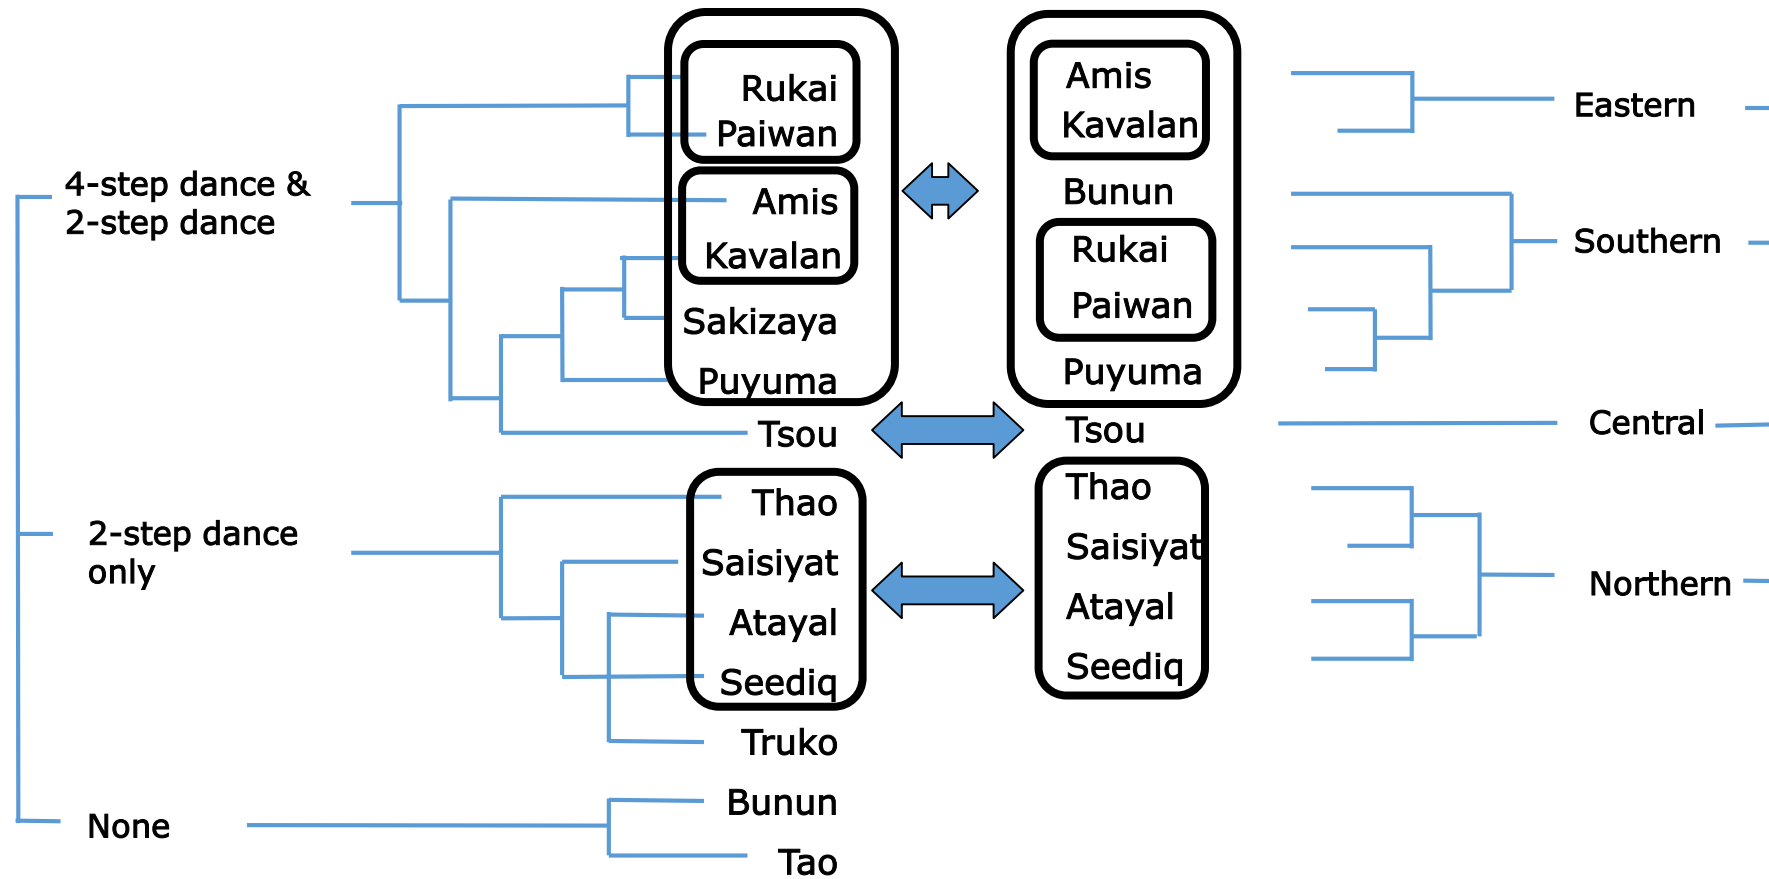 4-step dance &
2-step dance
2-step dance
only
None
Rukai
Paiwan
Amis
Kavalan
Sakizaya
Puyuma
Tsou
Thao
Saisiyat
Atayal
Seediq
Truko
Bunun
Tao
Amis
Kavalan
Bunun
Rukai
Paiwan
Puyuma
Tsou
Thao
Saisiyat
Atayal
Seediq
Eastern
Southern
Central
Northern